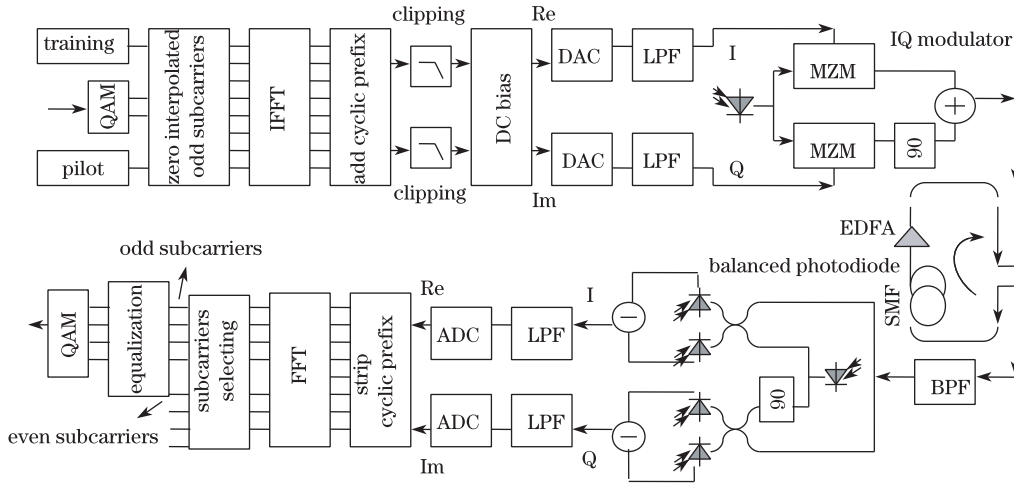 clipping
Re
training
QAM
pilot
zero interpolated
odd subcarriers
IFFT
add cyclic prefix
clipping
DC bias
Im
DAC
LPF
I
DAC
LPF
Q
MZM
MZM
90
+
IQ modulator
EDFA
SMF
BPF
balanced photodiode
90
I
Q
Re
Im
LPF
ADC
LPF
ADC
strip
cyclic prefix
FFT
subcarriers
selecting
odd subcarriers
even subcarriers
equalization
QAM